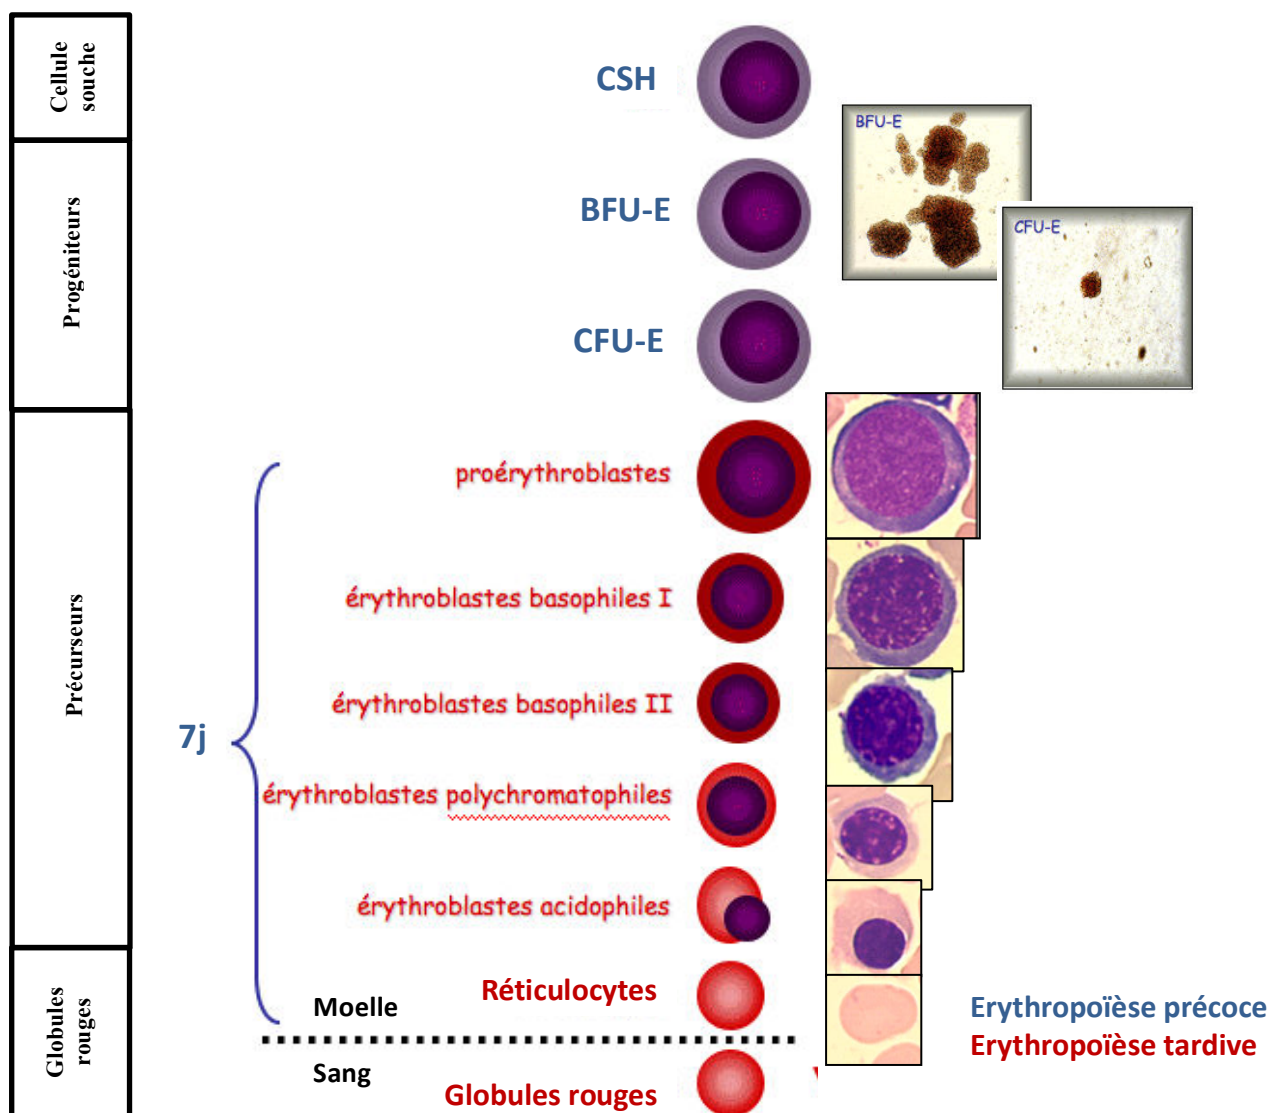 Cellule
souche
CSH
BFU-E
BFU-E
CFU-E
Progéniteurs
CFU-E
proérythroblastes
érythroblastes basophiles I
Précurseurs
érythroblastes basophiles II
7j
érythroblastes polychromatophiles
érythroblastes acidophiles
Globules
rouges
Réticulocytes
Moelle
Erythropoïèse précoce
Erythropoïèse tardive
Sang
Globules rouges